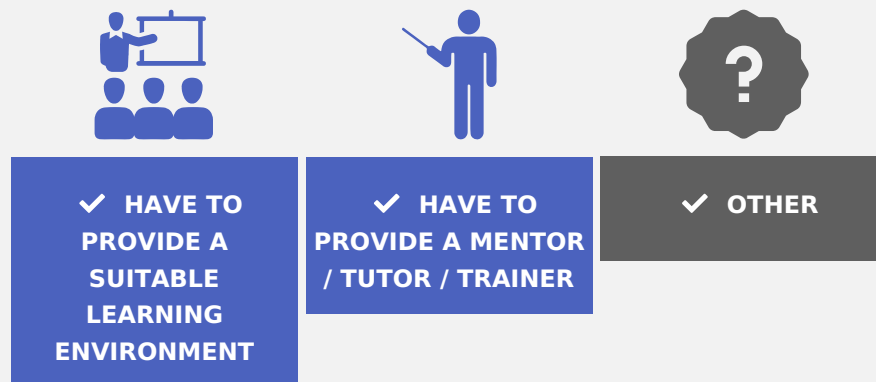 ✓ HAVE TO
PROVIDE A
SUITABLE
LEARNING
ENVIRONMENT
✓ HAVE TO
PROVIDE A MENTOR
/ TUTOR / TRAINER
?
✓ OTHER